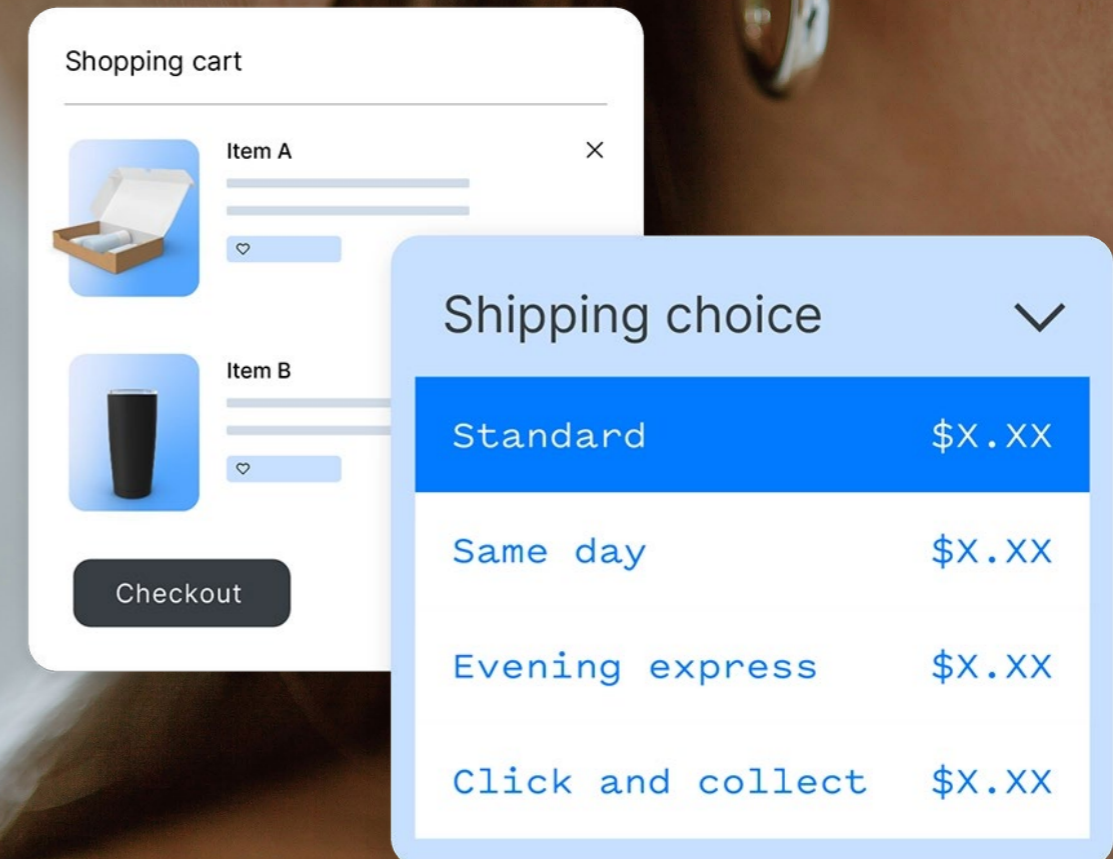 Shopping cart
Item A
Item B
Checkout
Shipping choice
Standard $X.XX
Same day $X.XX
Evening express $X.XX
Click and collect $X.XX